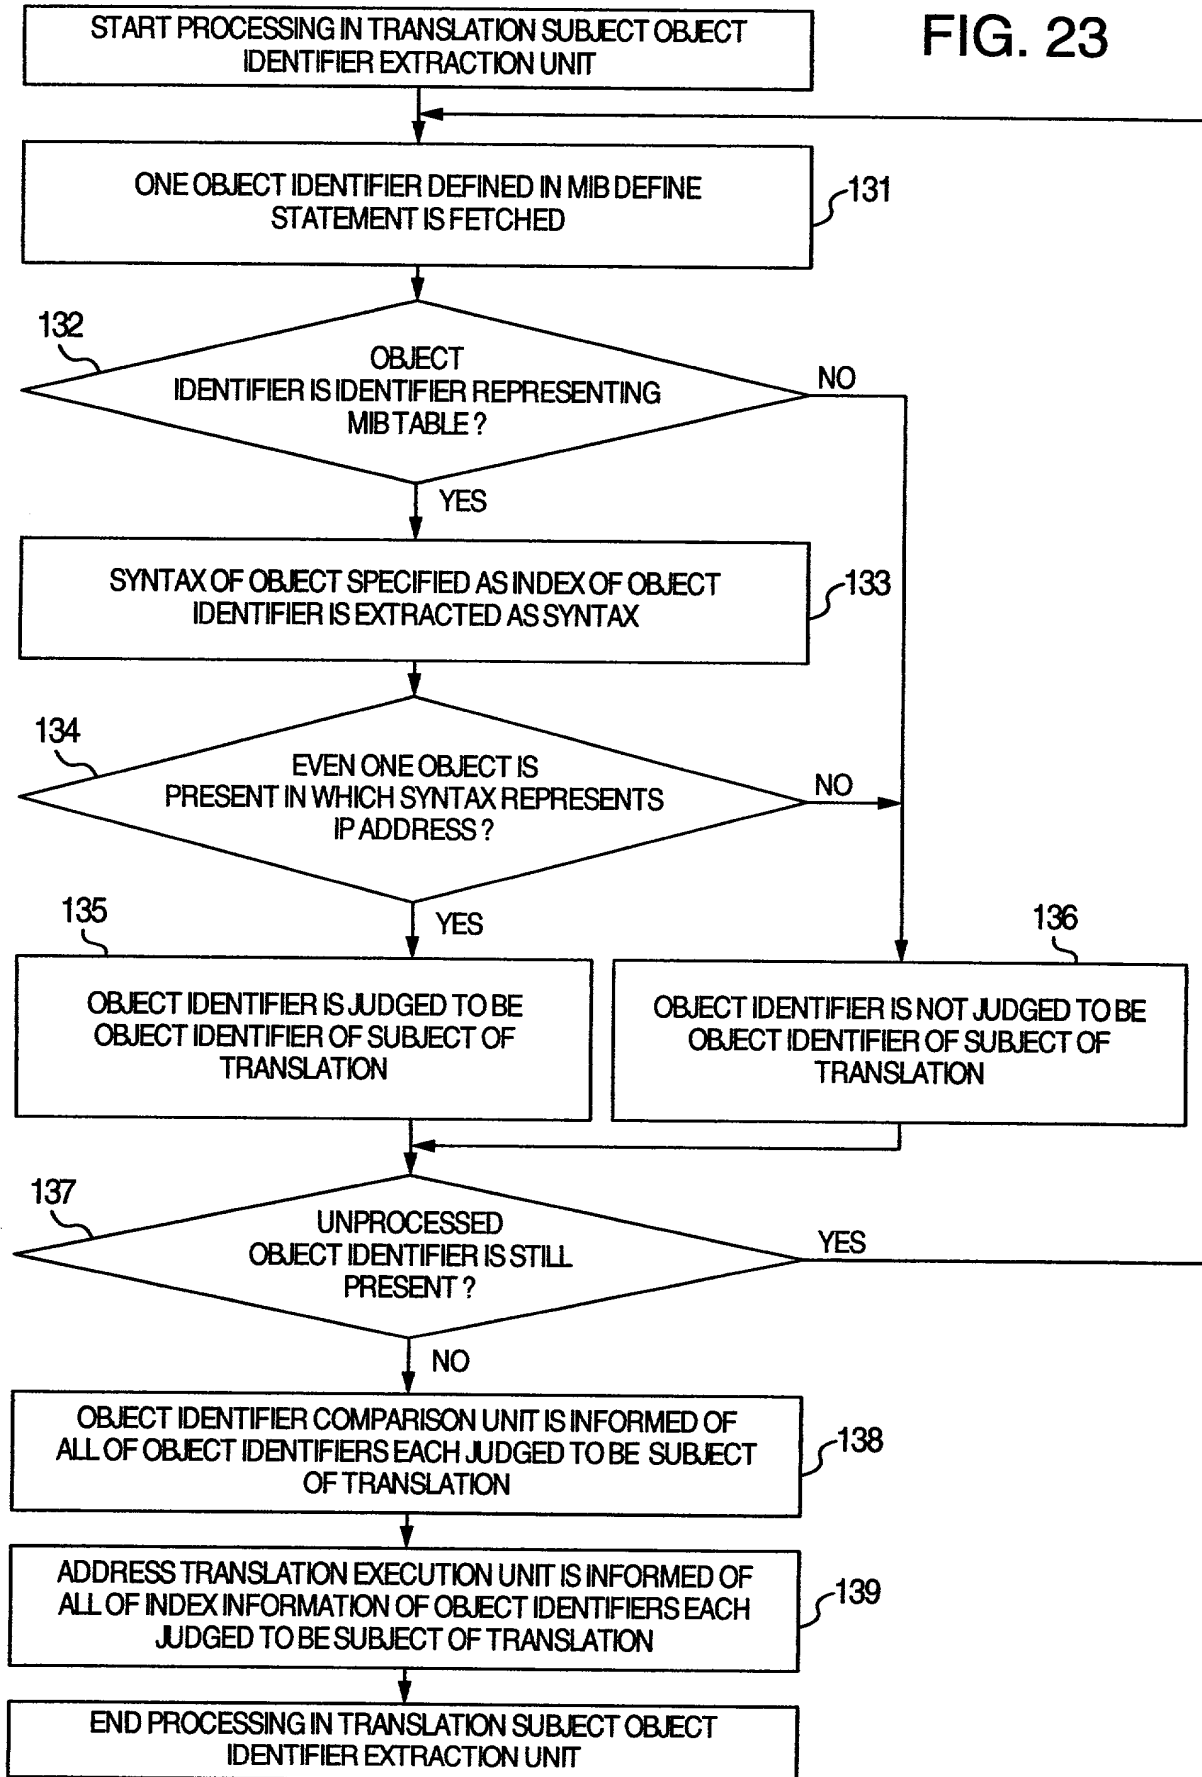 FIG. 23
START PROCESSING IN TRANSLATION SUBJECT OBJECT
IDENTIFIER EXTRACTION UNIT
ONE OBJECT IDENTIFIER DEFINED IN MIB DEFINE
STATEMENT IS FETCHED
131
132
OBJECT
IDENTIFIER IS IDENTIFIER REPRESENTING
MIB TABLE ?
NO
YES
SYNTAX OF OBJECT SPECIFIED AS INDEX OF OBJECT
IDENTIFIER IS EXTRACTED AS SYNTAX
133
134
EVEN ONE OBJECT IS
PRESENT IN WHICH SYNTAX REPRESENTS
IP ADDRESS ?
NO
YES
135
OBJECT IDENTIFIER IS JUDGED TO BE
OBJECT IDENTIFIER OF SUBJECT OF
TRANSLATION
136
OBJECT IDENTIFIER IS NOT JUDGED TO BE
OBJECT IDENTIFIER OF SUBJECT OF
TRANSLATION
137
UNPROCESSED
OBJECT IDENTIFIER IS STILL
PRESENT ?
YES
NO
OBJECT IDENTIFIER COMPARISON UNIT IS INFORMED OF
ALL OF OBJECT IDENTIFIERS EACH JUDGED TO BE SUBJECT
OF TRANSLATION
138
ADDRESS TRANSLATION EXECUTION UNIT IS INFORMED OF
ALL OF INDEX INFORMATION OF OBJECT IDENTIFIERS EACH
JUDGED TO BE SUBJECT OF TRANSLATION
139
END PROCESSING IN TRANSLATION SUBJECT OBJECT
IDENTIFIER EXTRACTION UNIT